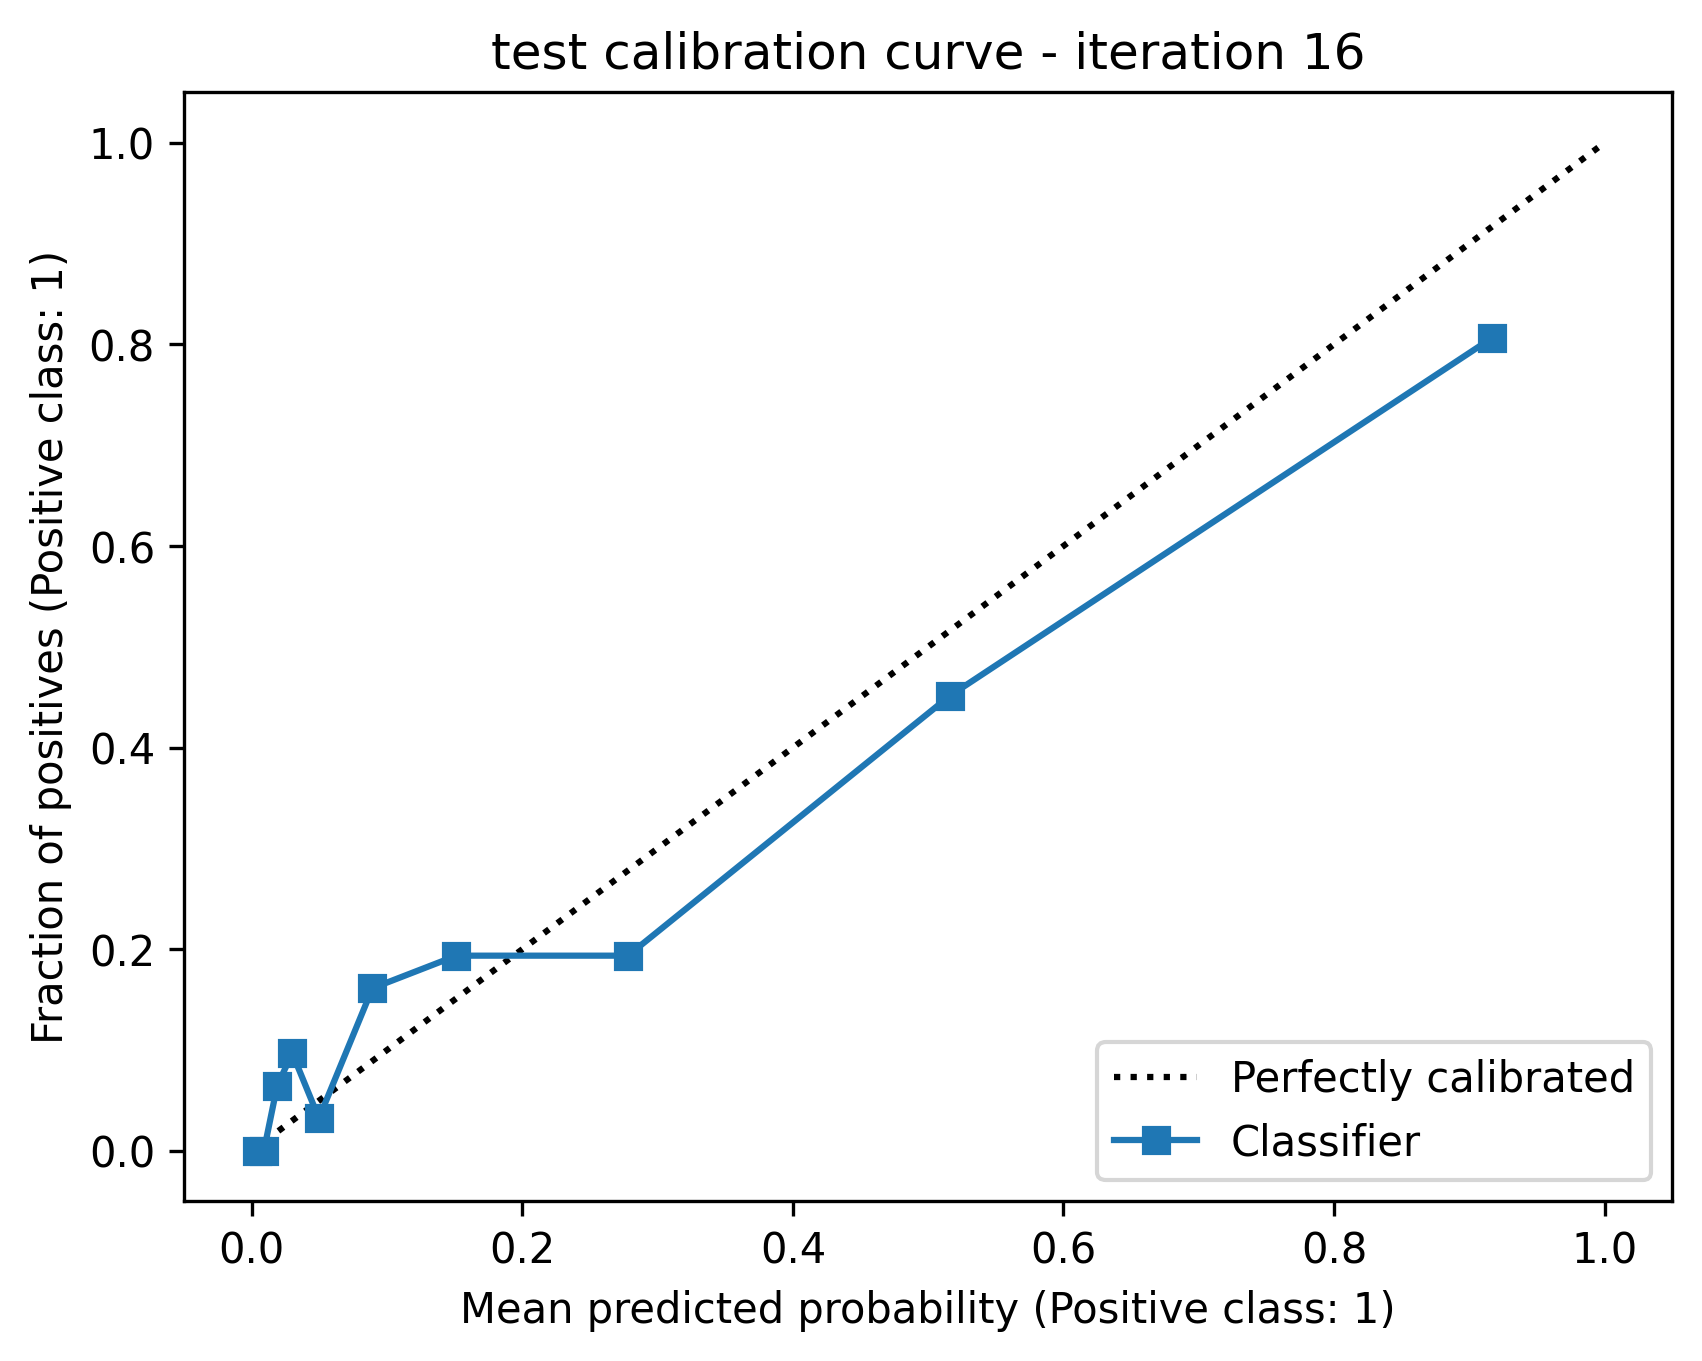 test calibration curve - iteration 16
Fraction of positives (Positive class: 1)
1.0
0.8
0.6
0.4
0.2
0.0
Perfectly calibrated
Classifier
0.0 0.2 0.4 0.6 0.8 1.0
Mean predicted probability (Positive class: 1)